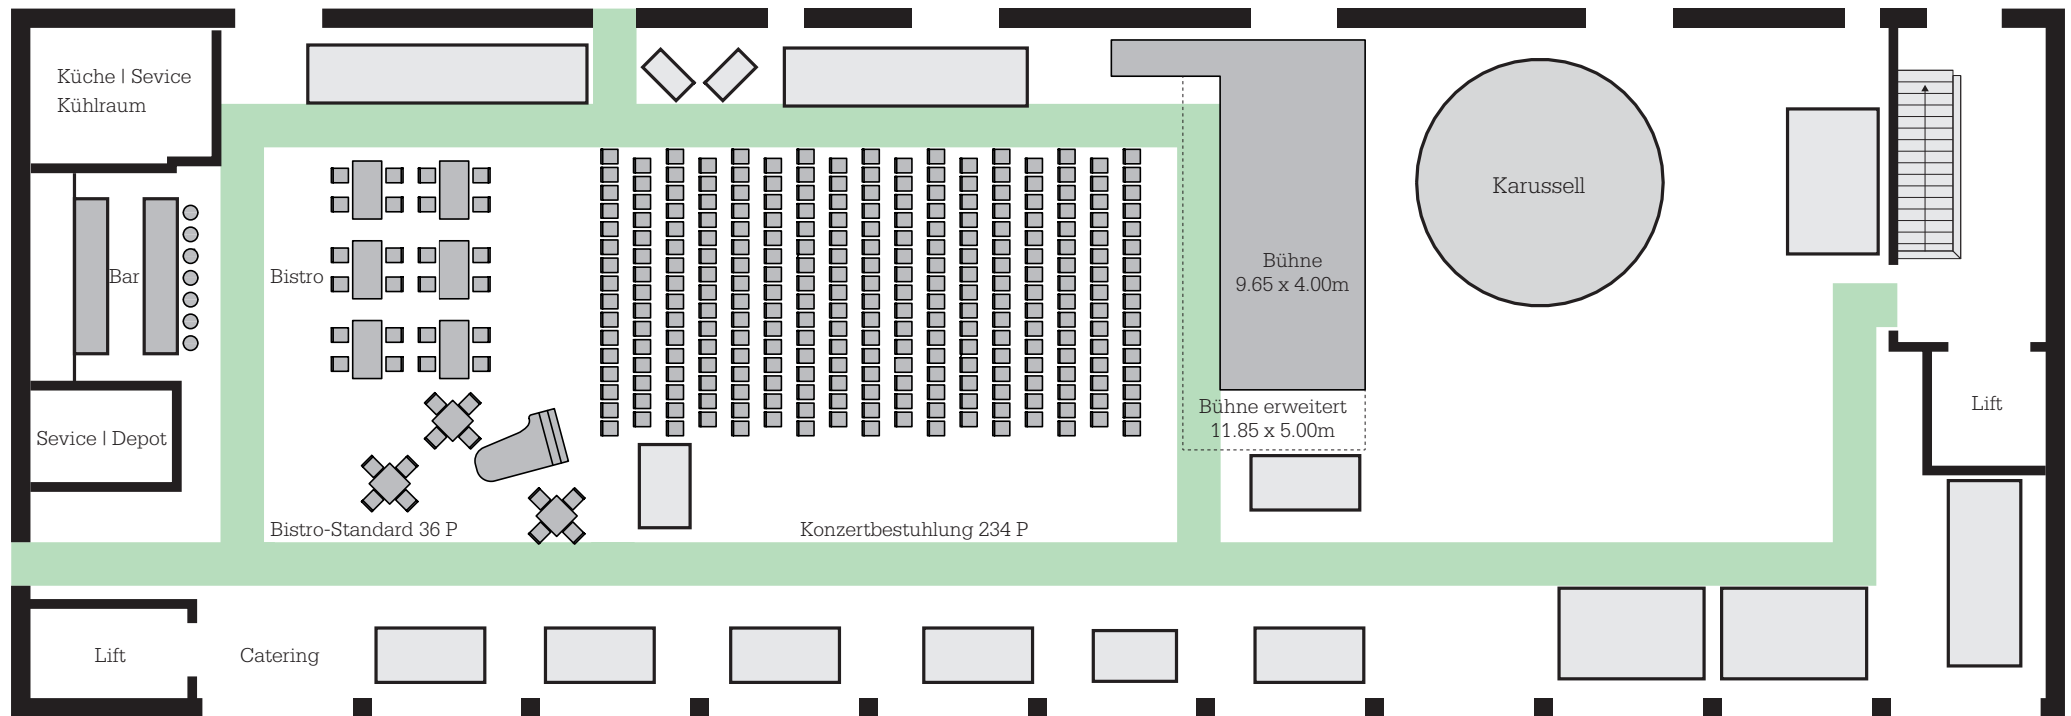 Küche | Sevice
Kühlraum
Bar
Bistro
Sevice | Depot
Bistro-Standard 36 P
Konzertbestuhlung 234 P
Bühne
9.65 x 4.00m
Bühne erweitert
11.85 x 5.00m
Karussell
Lift
Lift
Catering